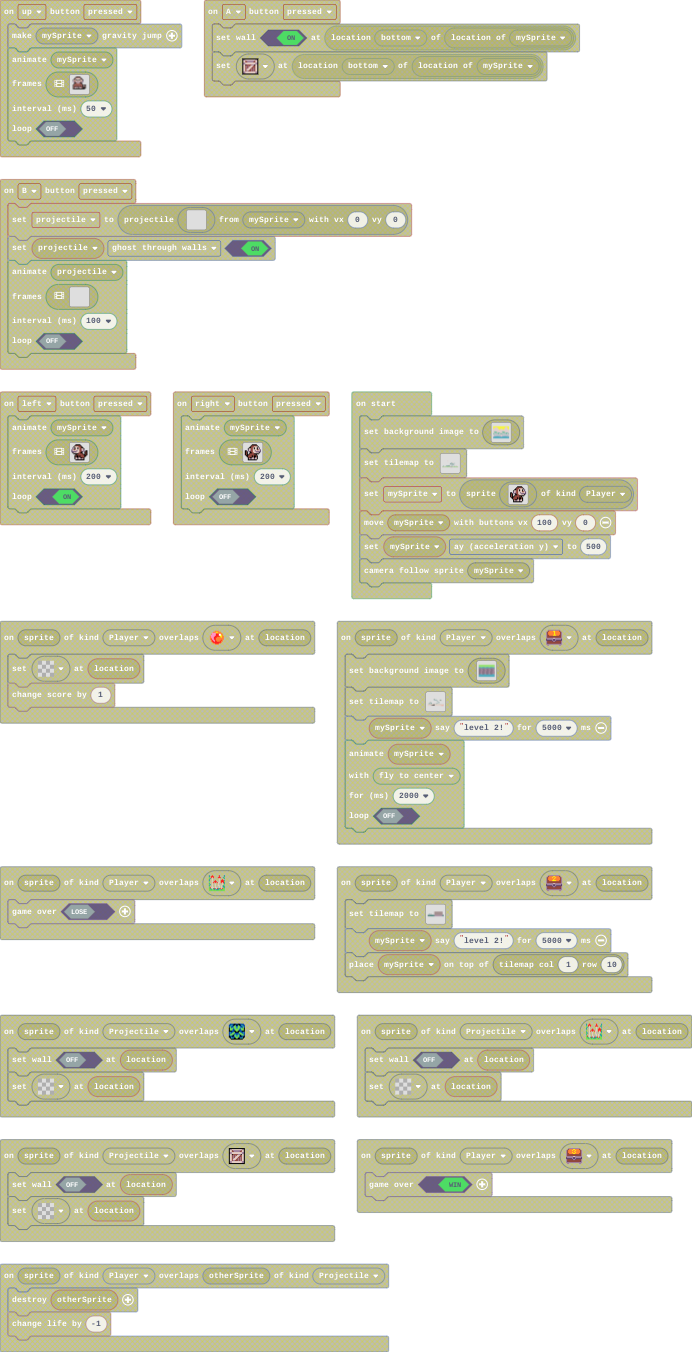 on up button pressed
make mySprite gravity jump
animate mySprite
frames
interval (ms) 50
loop OFF
on A button pressed
set wall ON at location bottom of location of mySprite
set at location bottom of location of mySprite
on B button pressed
set projectile to projectile from mySprite with vx 0 vy 0
set projectile ghost through walls ON
animate projectile
frames
interval (ms) 100
loop OFF
on left button pressed
animate mySprite
frames
interval (ms) 200
loop ON
on right button pressed
animate mySprite
frames
interval (ms) 200
loop OFF
on start
set background image to
set tilemap to
set mySprite to sprite of kind Player
move mySprite with buttons vx 100 vy 0
set mySprite ay (acceleration y) to 500
camera follow sprite mySprite
on sprite of kind Player overlaps at location
set at location
change score by 1
on sprite of kind Player overlaps at location
set background image to
set tilemap to
mySprite say "level 2!" for 5000 ms
animate mySprite
with fly to center
for (ms) 2000
loop OFF
on sprite of kind Player overlaps at location
game over LOSE
on sprite of kind Player overlaps at location
set tilemap to
mySprite say "level 2!" for 5000 ms
place mySprite on top of tilemap col 1 row 10
on sprite of kind Projectile overlaps at location
set wall OFF at location
set at location
on sprite of kind Projectile overlaps at location
set wall OFF at location
set at location
on sprite of kind Projectile overlaps at location
set wall OFF at location
set at location
on sprite of kind Player overlaps at location
game over WIN
on sprite of kind Player overlaps otherSprite of kind Projectile
destroy otherSprite
change life by -1